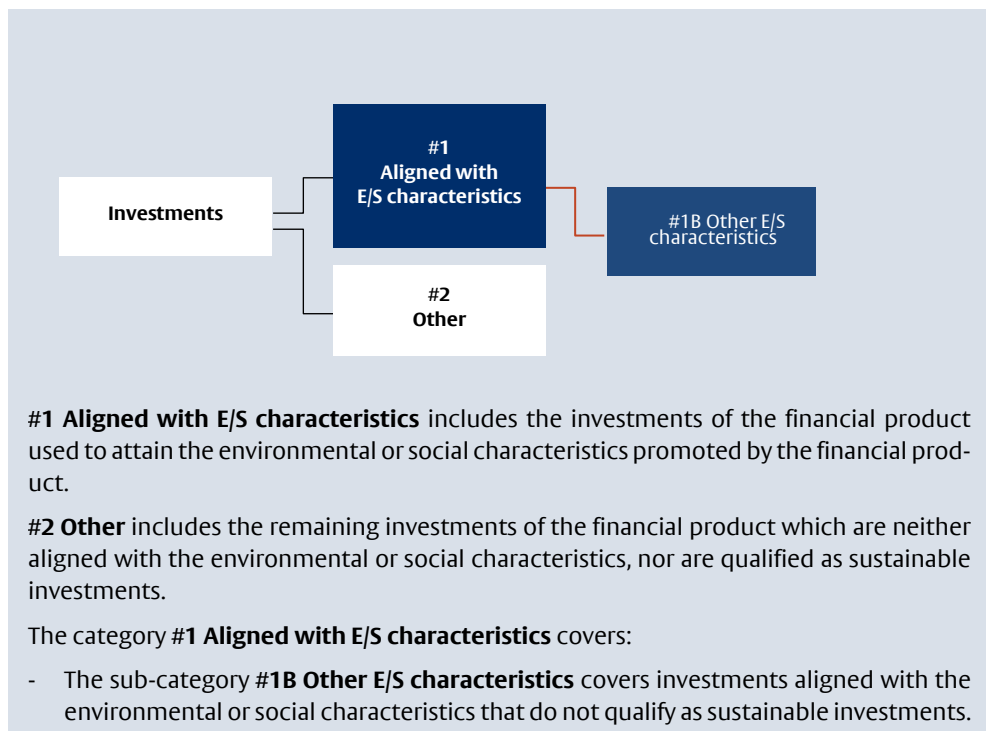 #1
Aligned with
E/S characteristics
Investments
#1B Other E/S
characteristics
#2
Other
#1 Aligned with E/S characteristics includes the investments of the financial product
used to attain the environmental or social characteristics promoted by the financial prod-
uct.
#2 Other includes the remaining investments of the financial product which are neither
aligned with the environmental or social characteristics, nor are qualified as sustainable
investments.
The category #1 Aligned with E/S characteristics covers:
- The sub-category #1B Other E/S characteristics covers investments aligned with the
environmental or social characteristics that do not qualify as sustainable investments.